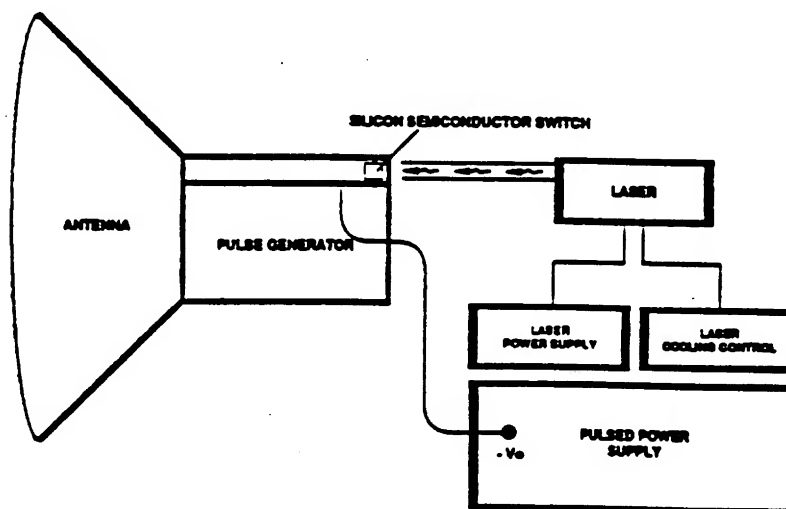 SILICON SEMICONDUCTOR SWITCH
LASER
ANTENNA
PULSE GENERATOR
LASER
POWER SUPPLY
LASER
COOLING CONTROL
PULSED POWER
SUPPLY
- Vo